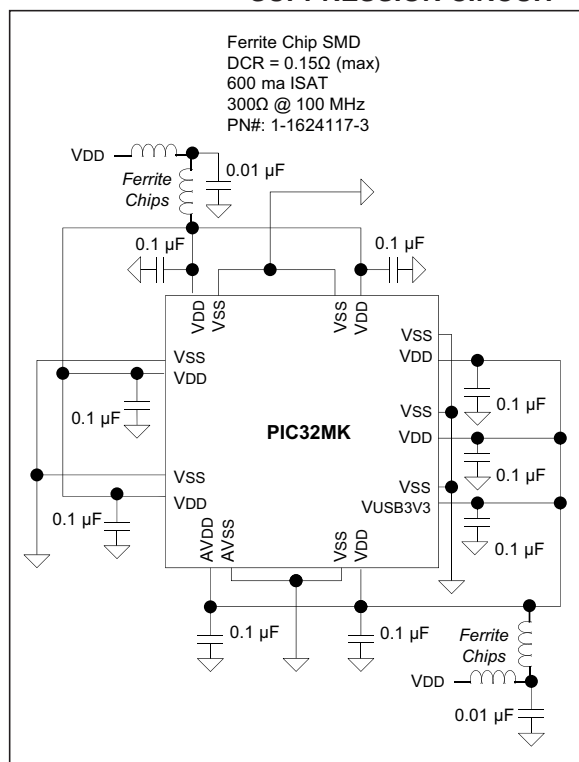 Ferrite Chip SMD
DCR = 0.15Ω (max)
600 ma ISAT
300Ω @ 100 MHz
PN#: 1-1624117-3
VDD
0.01 µF
Ferrite
Chips
0.1 µF
0.1 µF
VDD
VSS
VSS
VDD
VSS
VDD
VSS
VDD
0.1 µF
0.1 µF
VSS
VDD
PIC32MK
0.1 µF
VSS
VDD
VSS
VUSB3V3
0.1 µF
0.1 µF
AVDD
AVSS
VSS
VDD
0.1 µF
0.1 µF
Ferrite
Chips
VDD
0.01 µF